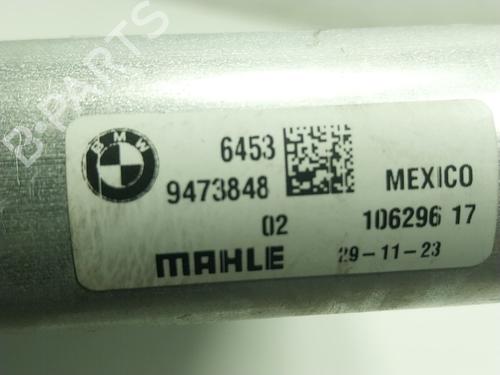 B-PARTS
BMW
6453
9473848
02
MAHLE
MEXICO
106296 17
29-11-23